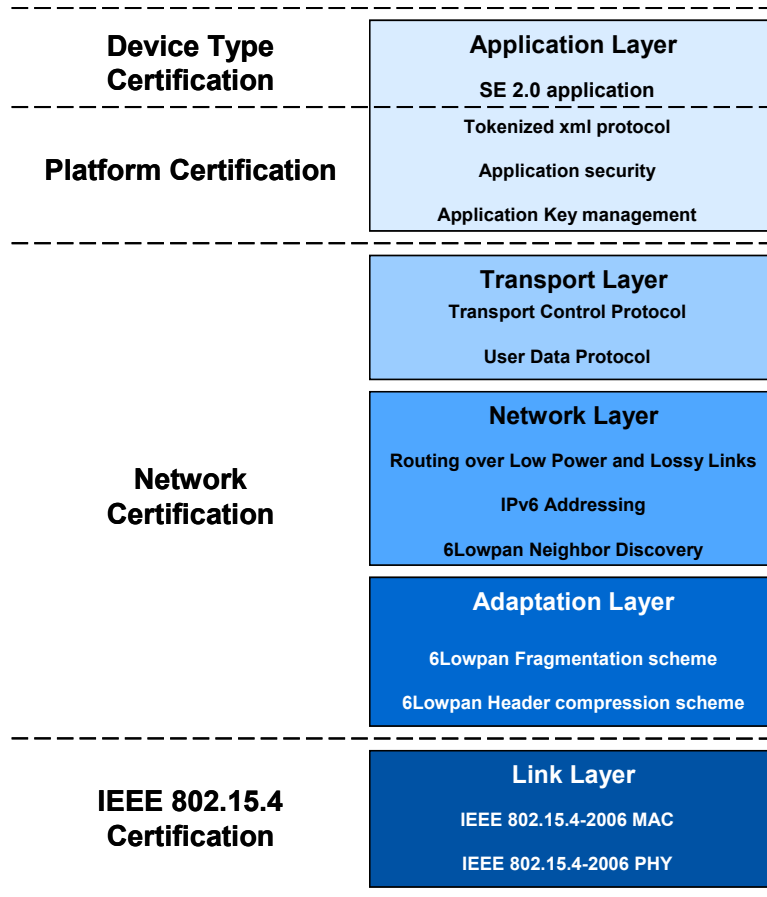 Device Type
Certification
Application Layer
SE 2.0 application
Platform Certification
Tokenized xml protocol
Application security
Application Key management
Network
Certification
Transport Layer
Transport Control Protocol
User Data Protocol
Network Layer
Routing over Low Power and Lossy Links
IPv6 Addressing
6Lowpan Neighbor Discovery
Adaptation Layer
6Lowpan Fragmentation scheme
6Lowpan Header compression scheme
IEEE 802.15.4
Certification
Link Layer
IEEE 802.15.4-2006 MAC
IEEE 802.15.4-2006 PHY